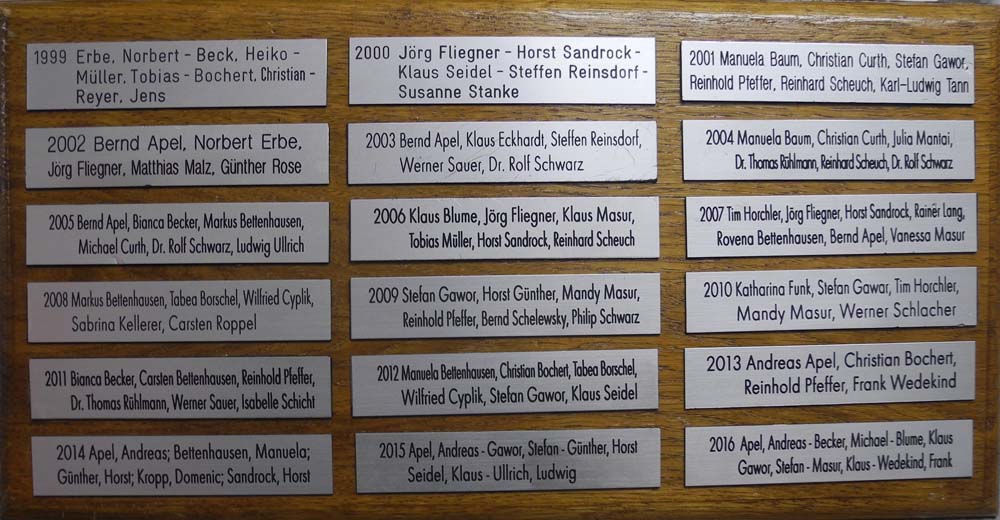 1999 Erbe, Norbert - Beck, Heiko -
Müller, Tobias - Bochert, Christian -
Reyer, Jens
2000 Jörg Fliegner - Horst Sandrock -
Klaus Seidel - Steffen Reinsdorf -
Susanne Stanke
2001 Manuela Baum, Christian Curth, Stefan Gawor,
Reinhold Pfeffer, Reinhard Scheuch, Karl-Ludwig Tann
2002 Bernd Apel, Norbert Erbe,
Jörg Fliegner, Matthias Malz, Günther Rose
2003 Bernd Apel, Klaus Eckhardt, Steffen Reinsdorf,
Werner Sauer, Dr. Rolf Schwarz
2004 Manuela Baum, Christian Curth, Julia Mantai,
Dr. Thomas Rühlmann, Reinhard Scheuch, Dr. Rolf Schwarz
2005 Bernd Apel, Bianca Becker, Markus Bettenhausen,
Michael Curth, Dr. Rolf Schwarz, Ludwig Ullrich
2006 Klaus Blume, Jörg Fliegner, Klaus Masur,
Tobias Müller, Horst Sandrock, Reinhard Scheuch
2007 Tim Horchler, Jörg Fliegner, Horst Sandrock, Rainer Lang,
Rovena Bettenhausen, Bernd Apel, Vanessa Masur
2008 Markus Bettenhausen, Tabea Borschel, Wilfried Cyplik,
Sabrina Kellerer, Carsten Roppel
2009 Stefan Gawor, Horst Günther, Mandy Masur,
Reinhold Pfeffer, Bernd Schelewsky, Philip Schwarz
2010 Katharina Funk, Stefan Gawar, Tim Horchler,
Mandy Masur, Werner Schlacher
2011 Bianca Becker, Carsten Bettenhausen, Reinhold Pfeffer,
Dr. Thomas Rühlmann, Werner Sauer, Isabelle Schicht
2012 Manuela Bettenhausen, Christian Bochert, Tabea Borschel,
Wilfried Cyplik, Stefan Gawor, Klaus Seidel
2013 Andreas Apel, Christian Bochert,
Reinhold Pfeffer, Frank Wedekind
2014 Apel, Andreas; Bettenhausen, Manuela;
Günther, Horst; Kropp, Domenic; Sandrock, Horst
2015 Apel, Andreas - Gawor, Stefan - Günther, Horst
Seidel, Klaus - Ullrich, Ludwig
2016 Apel, Andreas - Becker, Michael - Blume, Klaus
Gawor, Stefan - Masur, Klaus - Wedekind, Frank